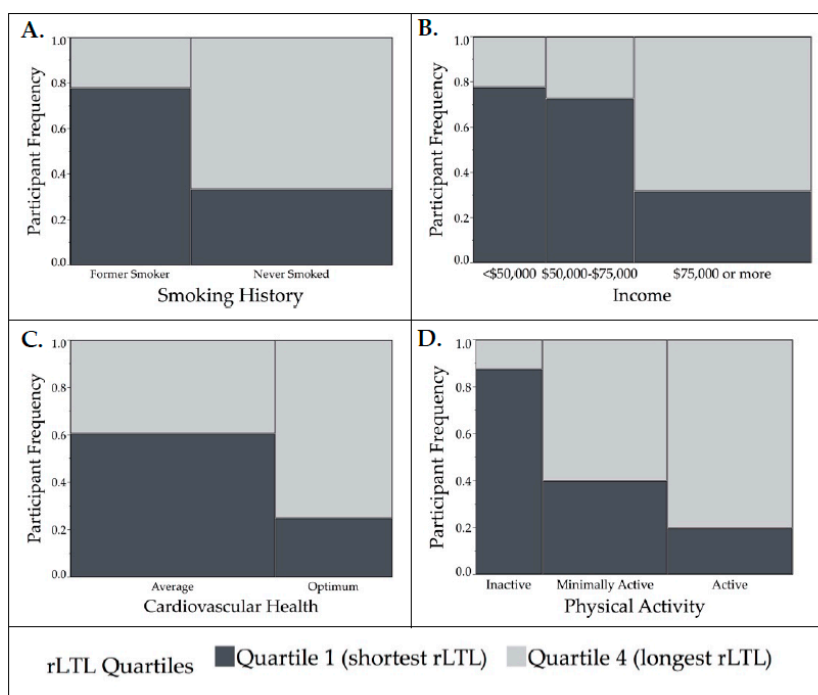 A.
Participant Frequency
1.0
0.8
0.6
0.4
0.2
0.0
Former Smoker Never Smoked
Smoking History
B.
Participant Frequency
1.0
0.8
0.6
0.4
0.2
0.0
<$50,000 $50,000-$75,000 $75,000 or more
Income
C.
Participant Frequency
1.0
0.8
0.6
0.4
0.2
0.0
Average Optimum
Cardiovascular Health
D.
Participant Frequency
1.0
0.8
0.6
0.4
0.2
0.0
Inactive Minimally Active Active
Physical Activity
rLTL Quartiles Quartile 1 (shortest rLTL) Quartile 4 (longest rLTL)